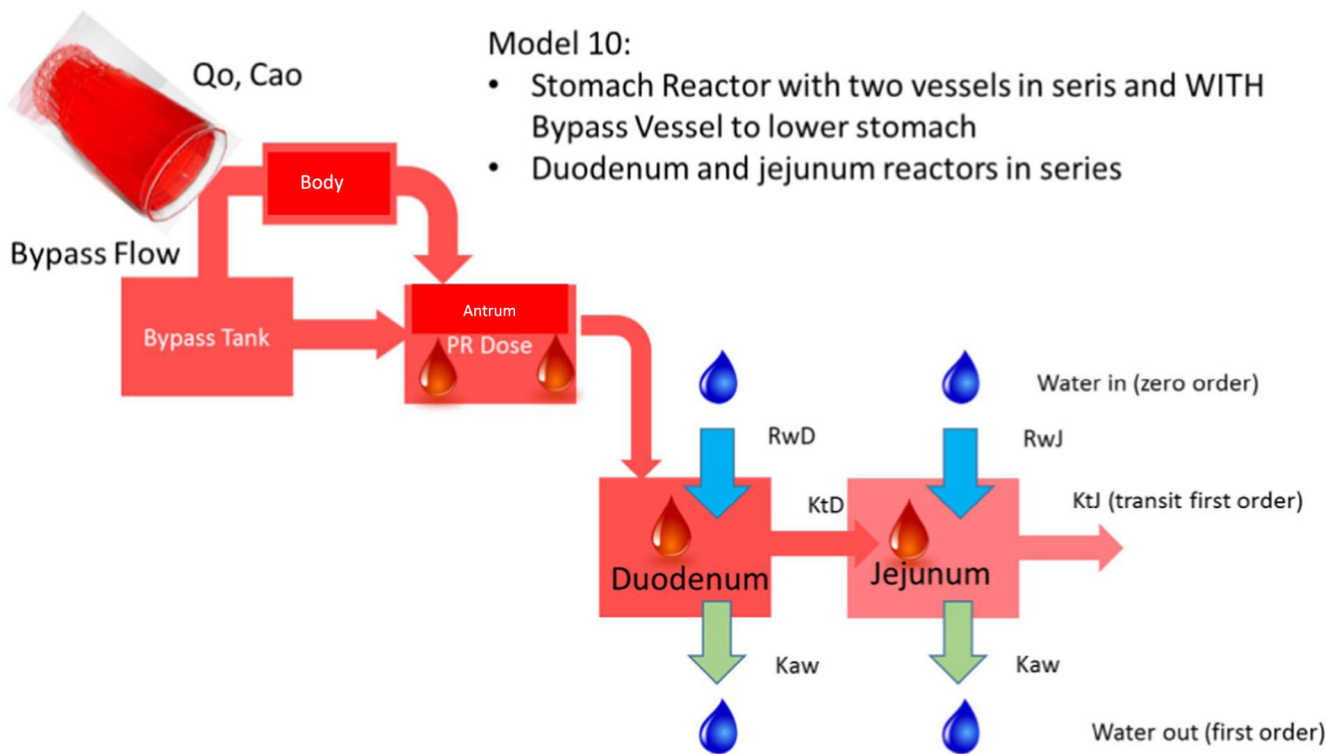 Qo, Cao
Model 10:
• Stomach Reactor with two vessels in seris and WITH
Bypass Vessel to lower stomach
• Duodenum and jejunum reactors in series
Body
Bypass Flow
Bypass Tank
Antrum
PR Dose
Water in (zero order)
RwD
RwJ
KtD
KtJ (transit first order)
Duodenum
Jejunum
Kaw
Kaw
Water out (first order)